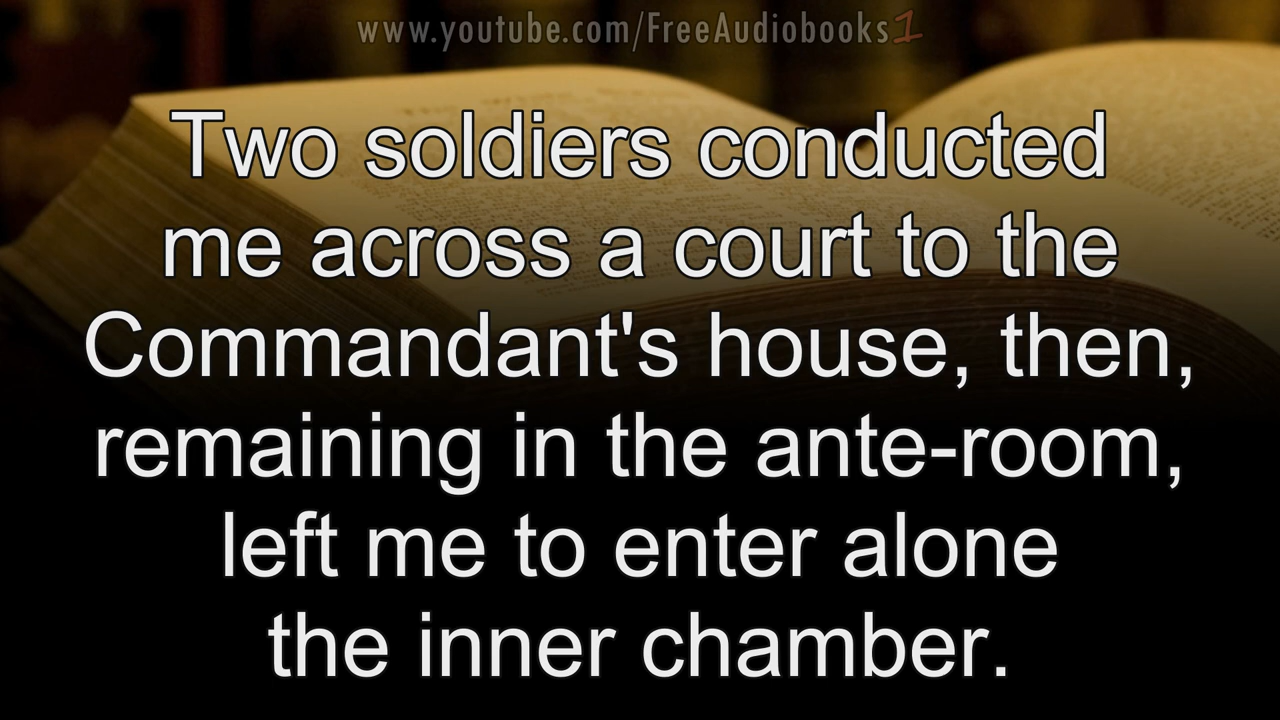 www.youtube.com/FreeAudiobooks1
Two soldiers conducted
me across a court to the
Commandant's house, then,
remaining in the ante-room,
left me to enter alone
the inner chamber.